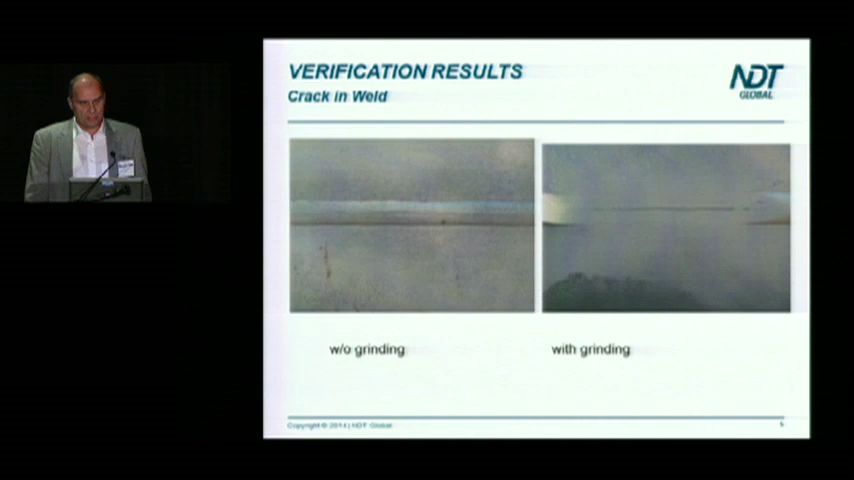 VERIFICATION RESULTS
Crack in Weld
NDT
GLOBAL
w/o grinding
with grinding
Copyright © 2014 | NDT Global